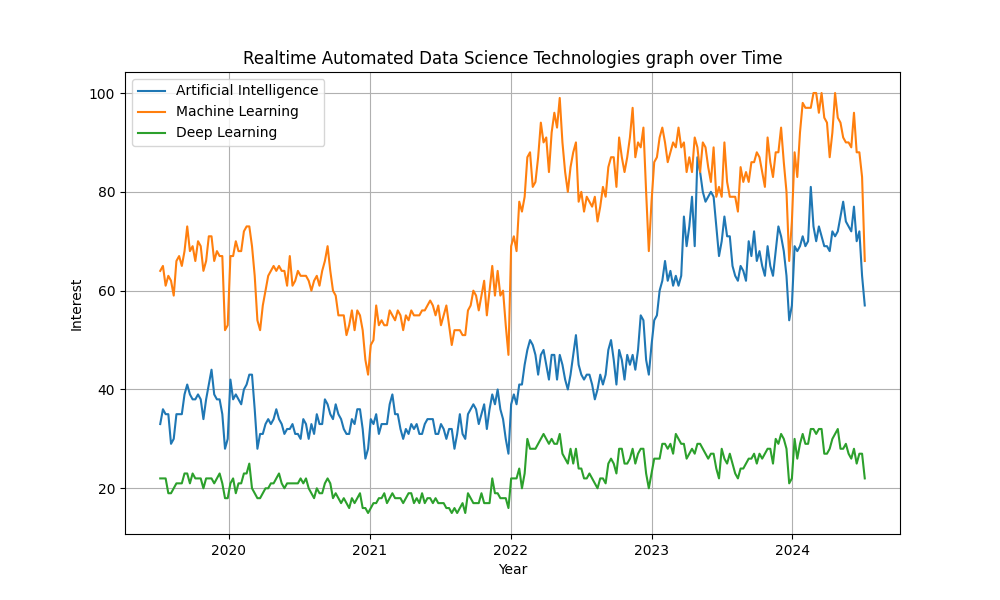 Realtime Automated Data Science Technologies graph over Time
Artificial Intelligence
Machine Learning
Deep Learning
100
80
60
40
20
Interest
2020 2021 2022 2023 2024
Year